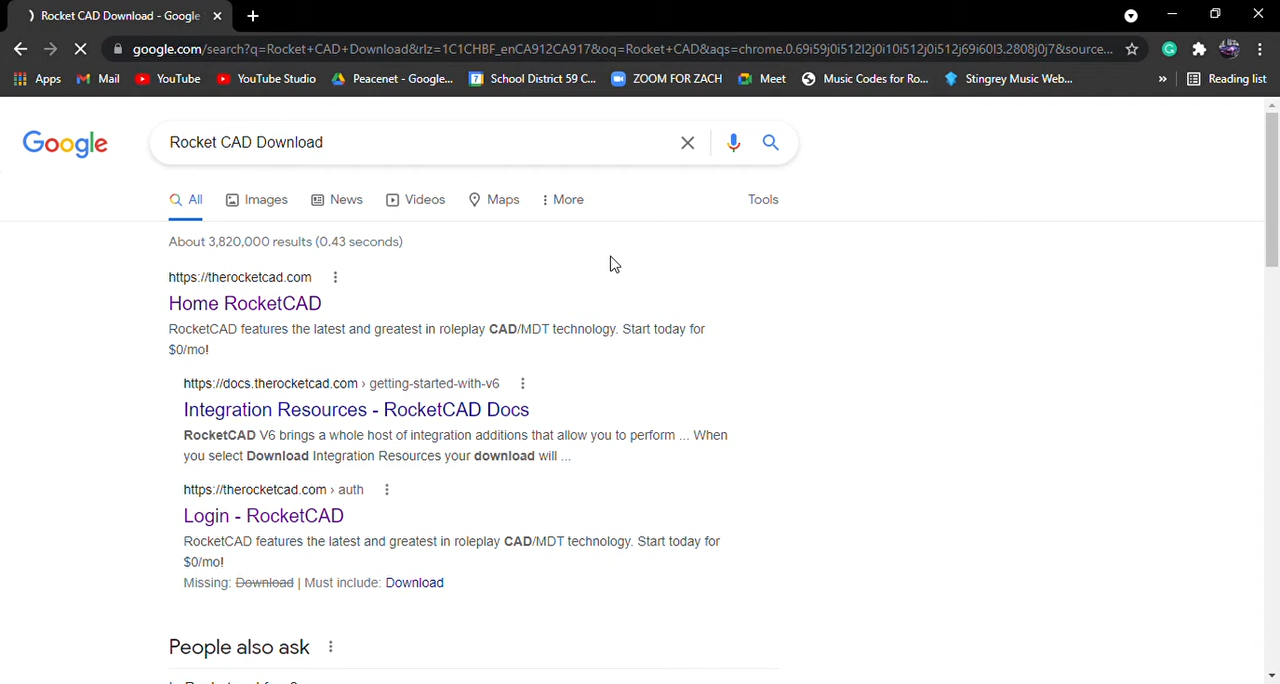 Rocket CAD Download - Google
google.com/search?q=Rocket+CAD+Download&rlz=1C1CHBF_enCA912CA917&oq=Rocket+CAD&aqs=chrome.0.69i59j0i512l2j0i10i512j0i512j69i60l3.2808j0j7&source...
Apps Mail YouTube YouTube Studio Peacenet - Google... School District 59 C... ZOOM FOR ZACH Meet Music Codes for Ro... Stingrey Music Web... » Reading list
Google
Rocket CAD Download
All Images News Videos Maps More Tools
About 3,820,000 results (0.43 seconds)
https://therocketcad.com
Home RocketCAD
RocketCAD features the latest and greatest in roleplay CAD/MDT technology. Start today for
$0/mo!
https://docs.therocketcad.com › getting-started-with-v6
Integration Resources - RocketCAD Docs
RocketCAD V6 brings a whole host of integration additions that allow you to perform ... When
you select Download Integration Resources your download will ...
https://therocketcad.com › auth
Login - RocketCAD
RocketCAD features the latest and greatest in roleplay CAD/MDT technology. Start today for
$0/mo!
Missing: Download | Must include: Download
People also ask